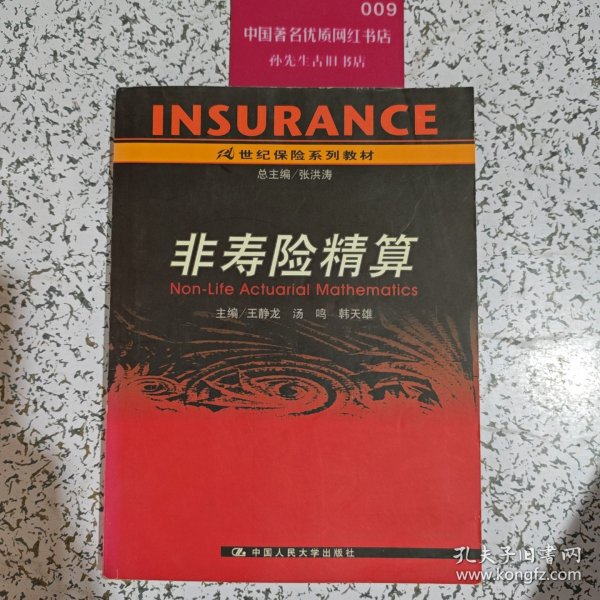 009
中国著名优质网红书店
孙先生古旧书店
INSURANCE
21世纪保险系列教材
总主编/张洪涛
非寿险精算
Non-Life Actuarial Mathematics
主编/王静龙 汤 鸣 韩天雄
中国人民大学出版社
孔夫子旧书网
www.kongfz.com